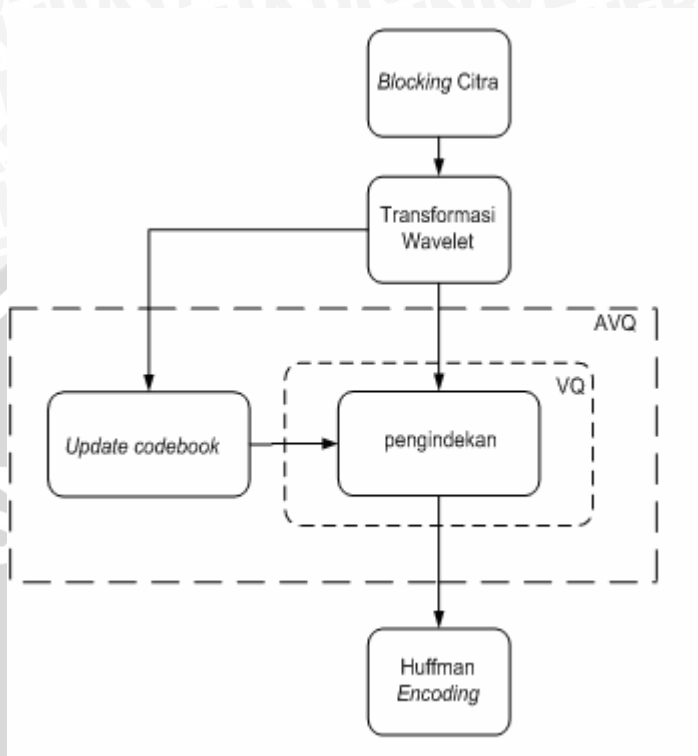 Blocking Citra
Transformasi
Wavelet
AVQ
VQ
Update codebook
pengindekan
Huffman
Encoding